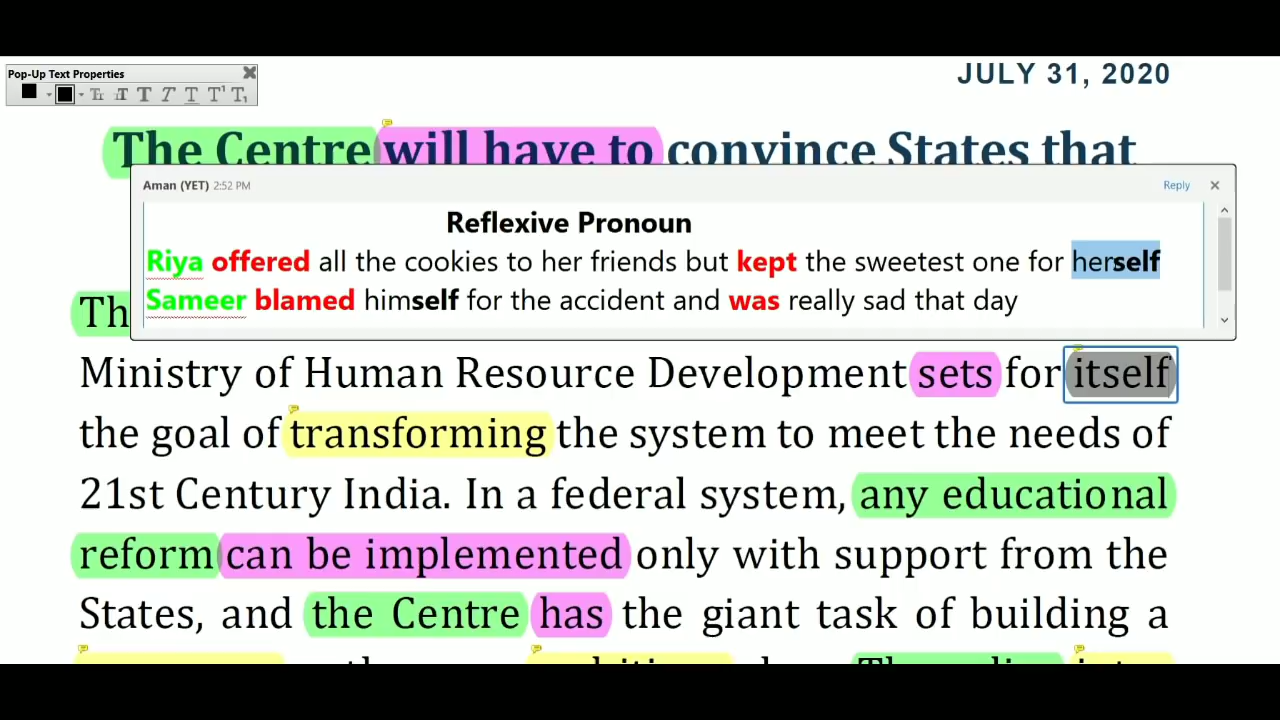 Pop-Up Text Properties
JULY 31, 2020
The Centre will have to convince States that
Aman (YET) 2:52 PM
Reply
Reflexive Pronoun
Riya offered all the cookies to her friends but kept the sweetest one for herself
Sameer blamed himself for the accident and was really sad that day
Th
Ministry of Human Resource Development sets for itself
the goal of transforming the system to meet the needs of
21st Century India. In a federal system, any educational
reform can be implemented only with support from the
States, and the Centre has the giant task of building a